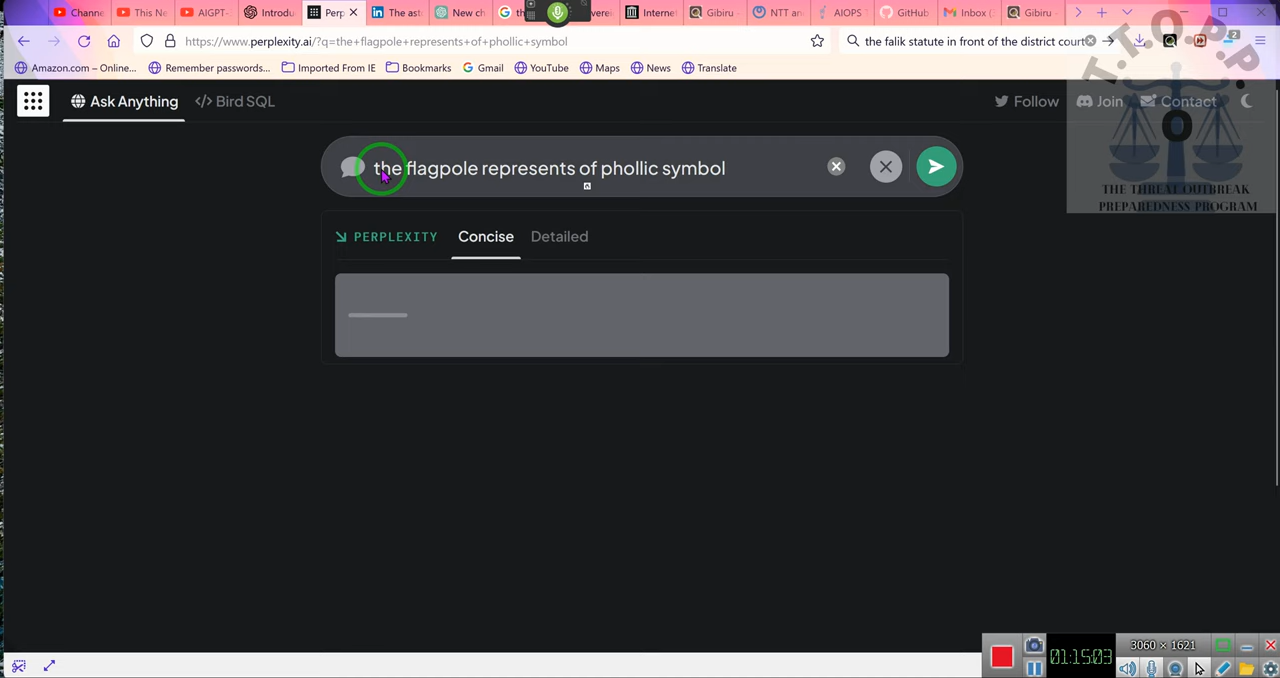 Channe
This Ne
AIGPT-
Introdu
Perp
The ast
New ch
th
verei
Internet
Gibiru -
NTT an
AIOPS T
GitHub
Inbox (
Gibiru -
https://www.perplexity.ai/?q=the+flagpole+represents+of+phollic+symbol
the falik statute in front of the district court
2
Amazon.com – Online...
Remember passwords...
Imported From IE
Bookmarks
Gmail
YouTube
Maps
News
Translate
T.T.O.P.P.
Ask Anything
</> Bird SQL
Follow
Join
Contact
the flagpole represents of phollic symbol
THE THREAT OUTBREAK
PREPAREDNESS PROGRAM
PERPLEXITY
Concise
Detailed
3060 × 1621
01:15:03